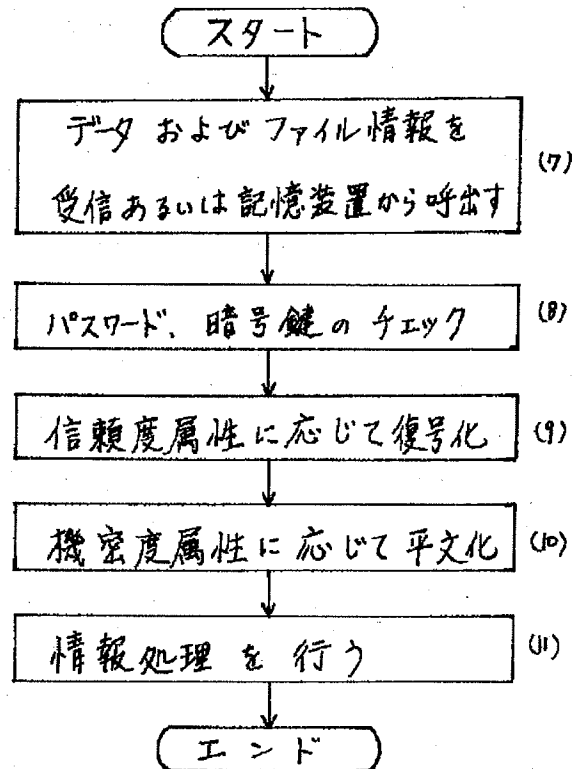 スタート
データ および ファイル情報を
受信あるいは記憶装置から呼出す
(7)
パスワード、暗号鍵の チェック
(8)
信頼度属性に応じて復号化
(9)
機密度属性に応じて平文化
(10)
情報処理 を 行う
(11)
エンド